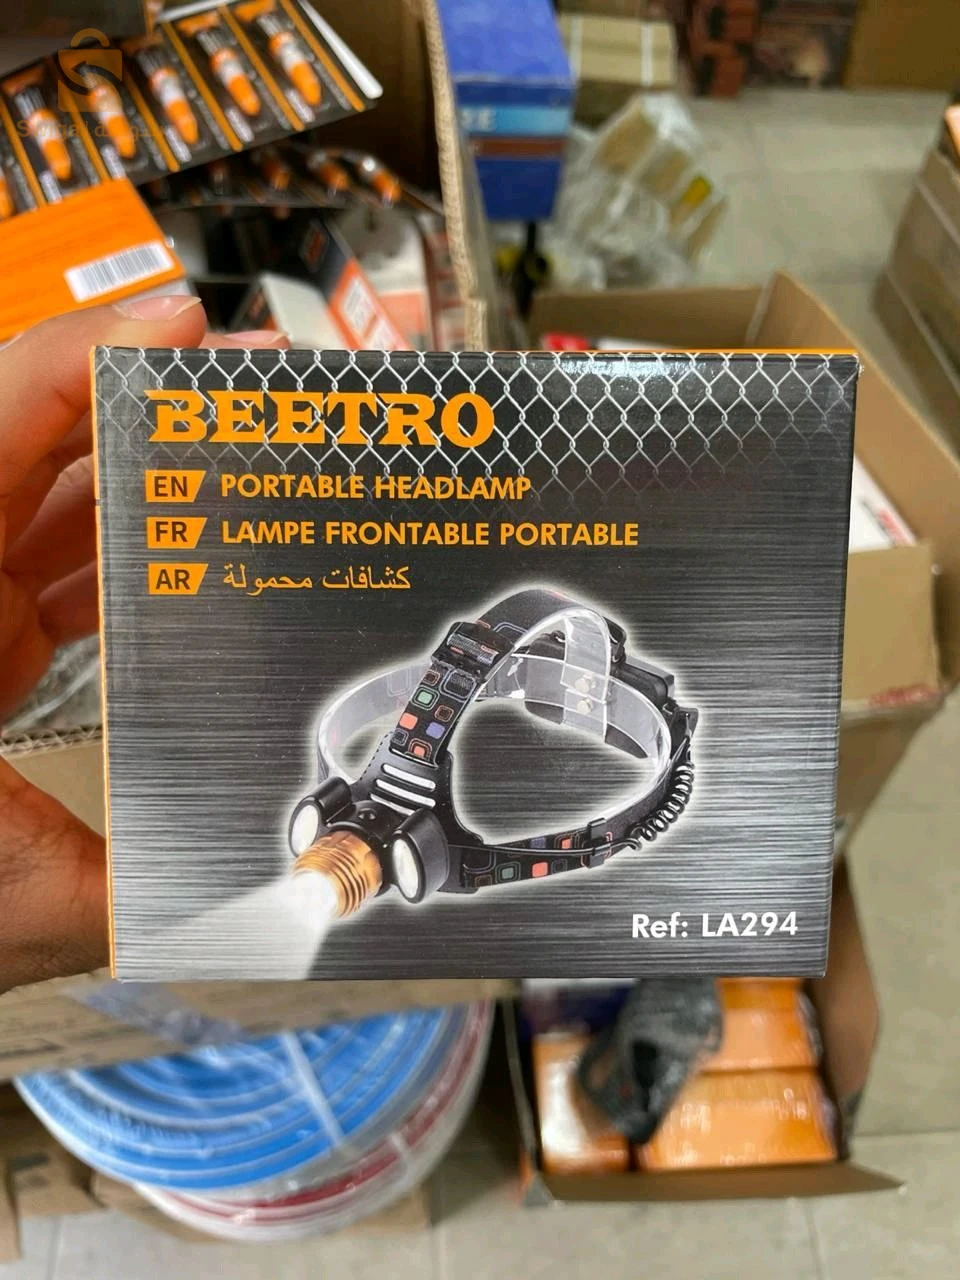 BEETRO
EN PORTABLE HEADLAMP
FR LAMPE FRONTABLE PORTABLE
AR كشافات محمولة
Ref: LA294